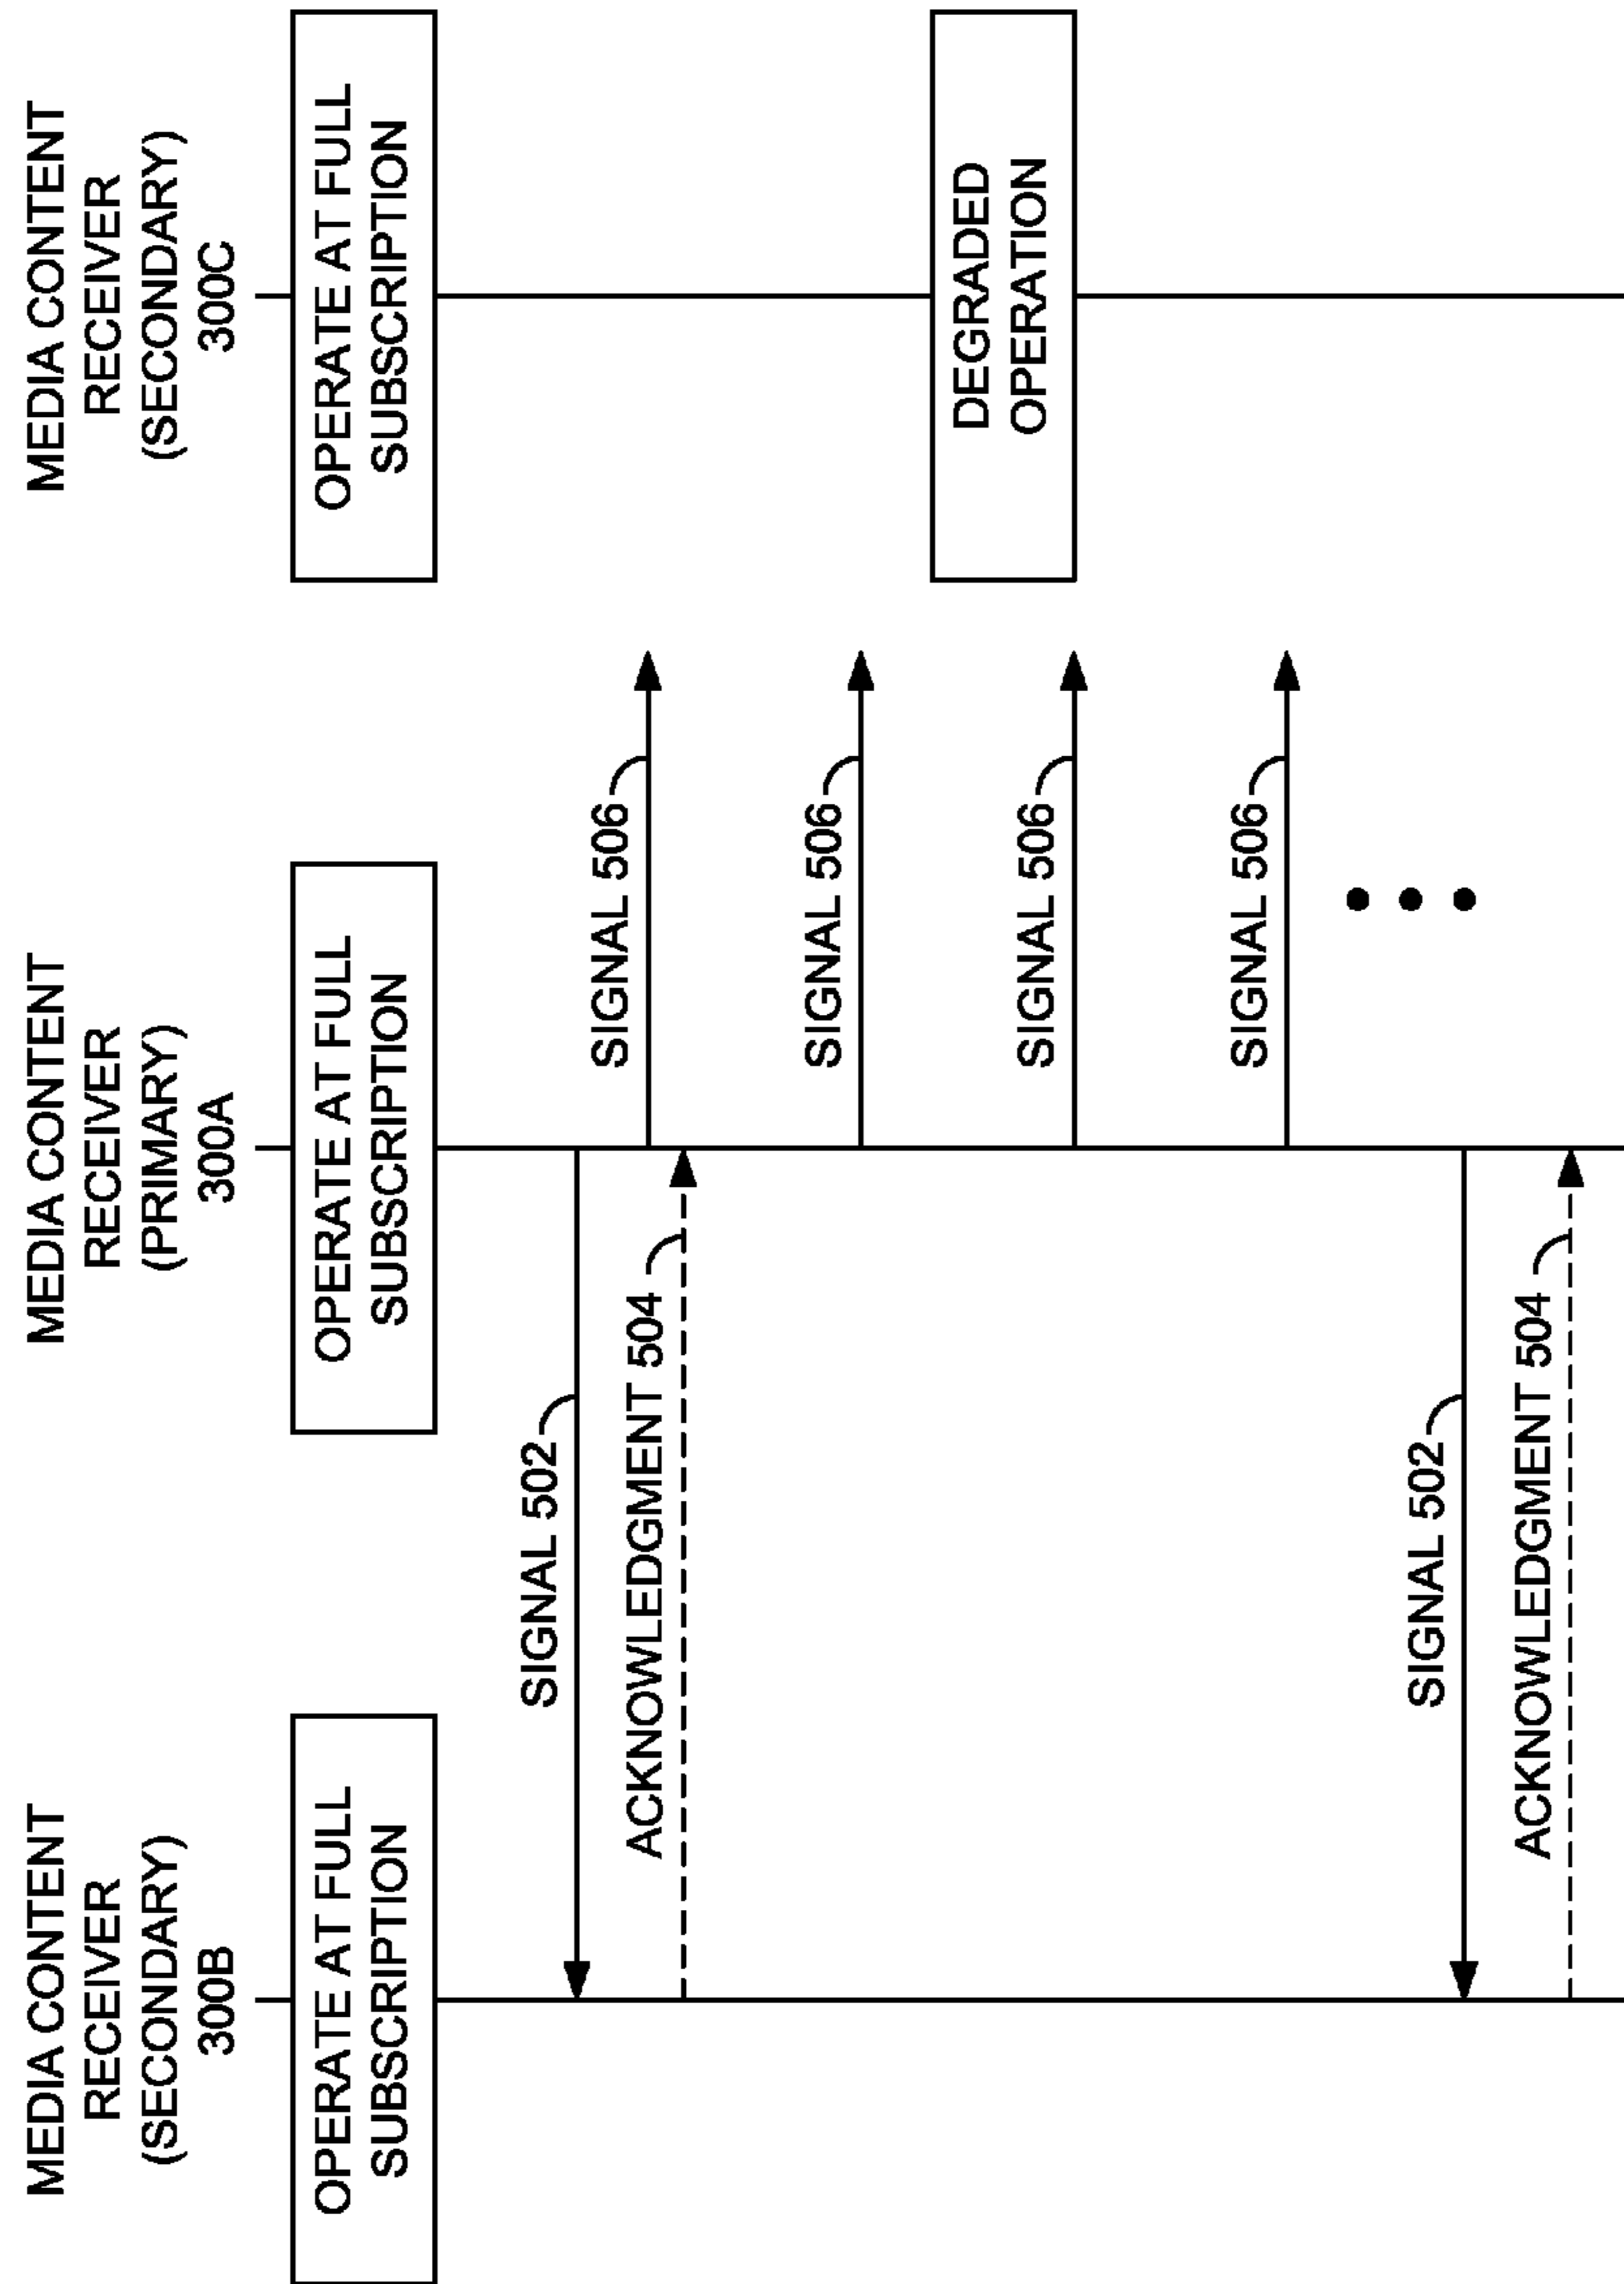 MEDIA CONTENT
RECEIVER
(SECONDARY)
300B
MEDIA CONTENT
RECEIVER
(PRIMARY)
300A
MEDIA CONTENT
RECEIVER
(SECONDARY)
300C
OPERATE AT FULL
SUBSCRIPTION
OPERATE AT FULL
SUBSCRIPTION
OPERATE AT FULL
SUBSCRIPTION
SIGNAL 502
SIGNAL 506
ACKNOWLEDGMENT 504
SIGNAL 506
DEGRADED
OPERATION
SIGNAL 506
SIGNAL 506
SIGNAL 502
ACKNOWLEDGMENT 504